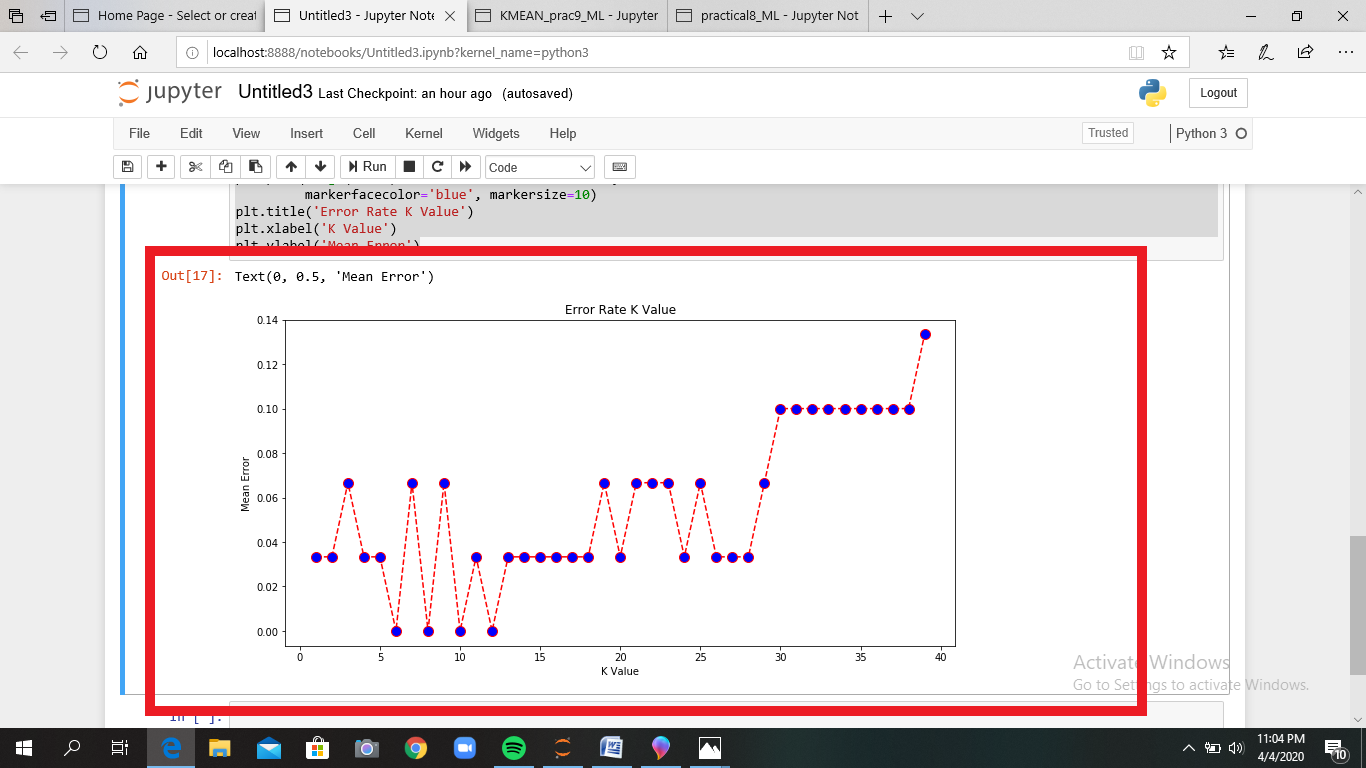 Home Page - Select or creat
Untitled3 - Jupyter Note
KMEAN_prac9_ML - Jupyter
practical8_ML - Jupyter Not
localhost:8888/notebooks/Untitled3.ipynb?kernel_name=python3
jupyter Untitled3 Last Checkpoint: an hour ago (autosaved)
Logout
File Edit View Insert Cell Kernel Widgets Help
Trusted
Python 3
Run
Code
markerfacecolor='blue', markersize=10)
plt.title('Error Rate K Value')
plt.xlabel('K Value')
plt.ylabel('Mean Error')
Out[17]: Text(0, 0.5, 'Mean Error')
Error Rate K Value
0.14
0.12
0.10
0.08
0.06
0.04
0.02
0.00
Mean Error
0 5 10 15 20 25 30 35 40
K Value
Activate Windows
Go to Settings to activate Windows.
In [ ]:
11:04 PM
4/4/2020
10